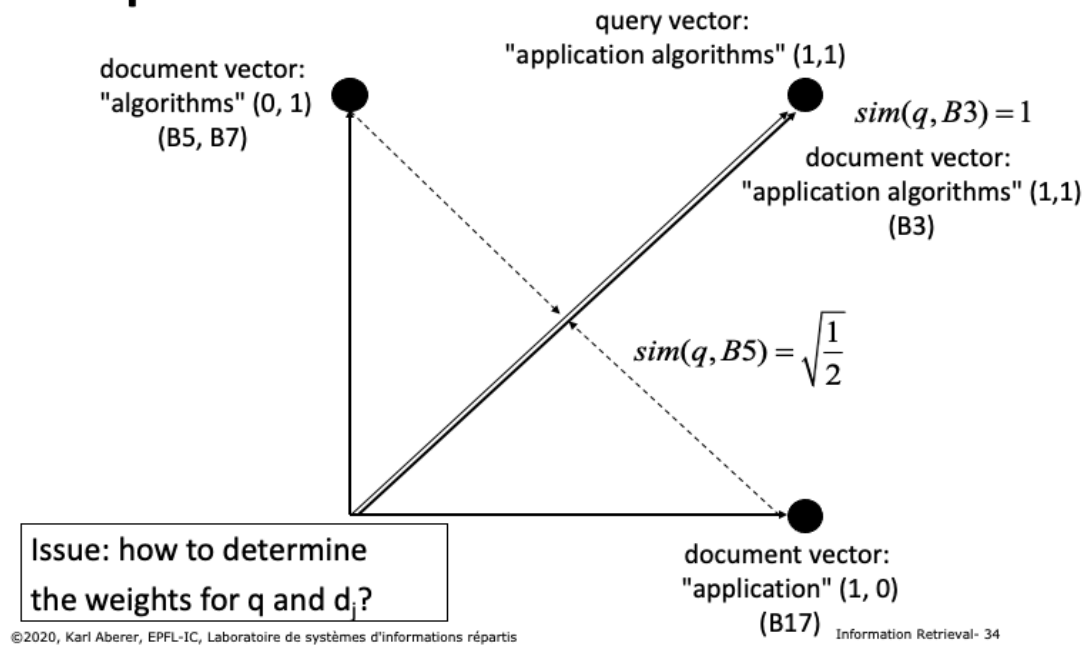 query vector:
"application algorithms" (1,1)
document vector:
"algorithms" (0, 1)
(B5, B7)
sim(q, B3) = 1
document vector:
"application algorithms" (1,1)
(B3)
sim(q, B5) = √(1/2)
Issue: how to determine
the weights for q and dj?
document vector:
"application" (1, 0)
(B17)
©2020, Karl Aberer, EPFL-IC, Laboratoire de systèmes d'informations répartis
Information Retrieval- 34